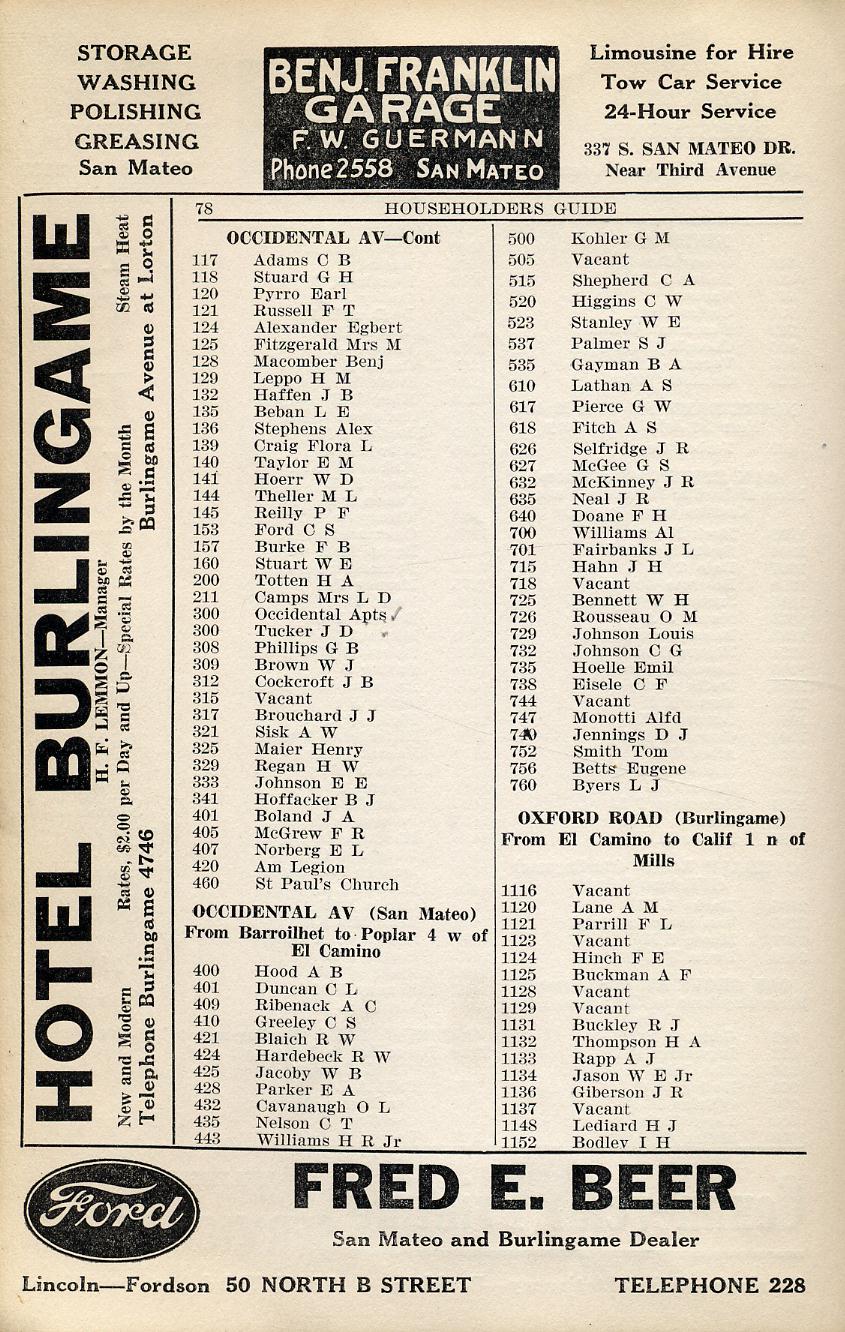 STORAGE
WASHING
POLISHING
GREASING
San Mateo
BENJ. FRANKLIN
GARAGE
F. W. GUERMANN
Phone 2558 SAN MATEO
Limousine for Hire
Tow Car Service
24-Hour Service
337 S. SAN MATEO DR.
Near Third Avenue
HOTEL BURLINGAME
H. F. LEMMON—Manager
New and Modern Rates, $2.00 per Day and Up—Special Rates by the Month Steam Heat
Telephone Burlingame 4746 Burlingame Avenue at Lorton
78 HOUSEHOLDERS GUIDE
OCCIDENTAL AV—Cont
117 Adams C B
118 Stuard G H
120 Pyrro Earl
121 Russell F T
124 Alexander Egbert
125 Fitzgerald Mrs M
128 Macomber Benj
129 Leppo H M
132 Haffen J B
135 Beban L E
136 Stephens Alex
139 Craig Flora L
140 Taylor E M
141 Hoerr W D
144 Theller M L
145 Reilly P F
153 Ford C S
157 Burke F B
160 Stuart W E
200 Totten H A
211 Camps Mrs L D
300 Occidental Apts ✓
300 Tucker J D
308 Phillips G B
309 Brown W J
312 Cockcroft J B
315 Vacant
317 Brouchard J J
321 Sisk A W
325 Maier Henry
329 Regan H W
333 Johnson E E
341 Hoffacker B J
401 Boland J A
405 McGrew F R
407 Norberg E L
420 Am Legion
460 St Paul's Church
OCCIDENTAL AV (San Mateo)
From Barroilhet to Poplar 4 w of
El Camino
400 Hood A B
401 Duncan C L
409 Ribenack A C
410 Greeley C S
421 Blaich R W
424 Hardebeck R W
425 Jacoby W B
428 Parker E A
432 Cavanaugh O L
435 Nelson C T
443 Williams H R Jr
500 Kohler G M
505 Vacant
515 Shepherd C A
520 Higgins C W
523 Stanley W E
537 Palmer S J
535 Gayman B A
610 Lathan A S
617 Pierce G W
618 Fitch A S
626 Selfridge J R
627 McGee G S
632 McKinney J R
635 Neal J R
640 Doane F H
700 Williams Al
701 Fairbanks J L
715 Hahn J H
718 Vacant
725 Bennett W H
726 Rousseau O M
729 Johnson Louis
732 Johnson C G
735 Hoelle Emil
738 Eisele C F
744 Vacant
747 Monotti Alfd
Jennings D J
752 Smith Tom
756 Betts Eugene
760 Byers L J
OXFORD ROAD (Burlingame)
From El Camino to Calif 1 n of
Mills
1116 Vacant
1120 Lane A M
1121 Parrill F L
1123 Vacant
1124 Hinch F E
1125 Buckman A F
1128 Vacant
1129 Vacant
1131 Buckley R J
1132 Thompson H A
1133 Rapp A J
1134 Jason W E Jr
1136 Giberson J R
1137 Vacant
1148 Lediard H J
1152 Bodley I H
Ford
FRED E. BEER
San Mateo and Burlingame Dealer
Lincoln—Fordson 50 NORTH B STREET TELEPHONE 228